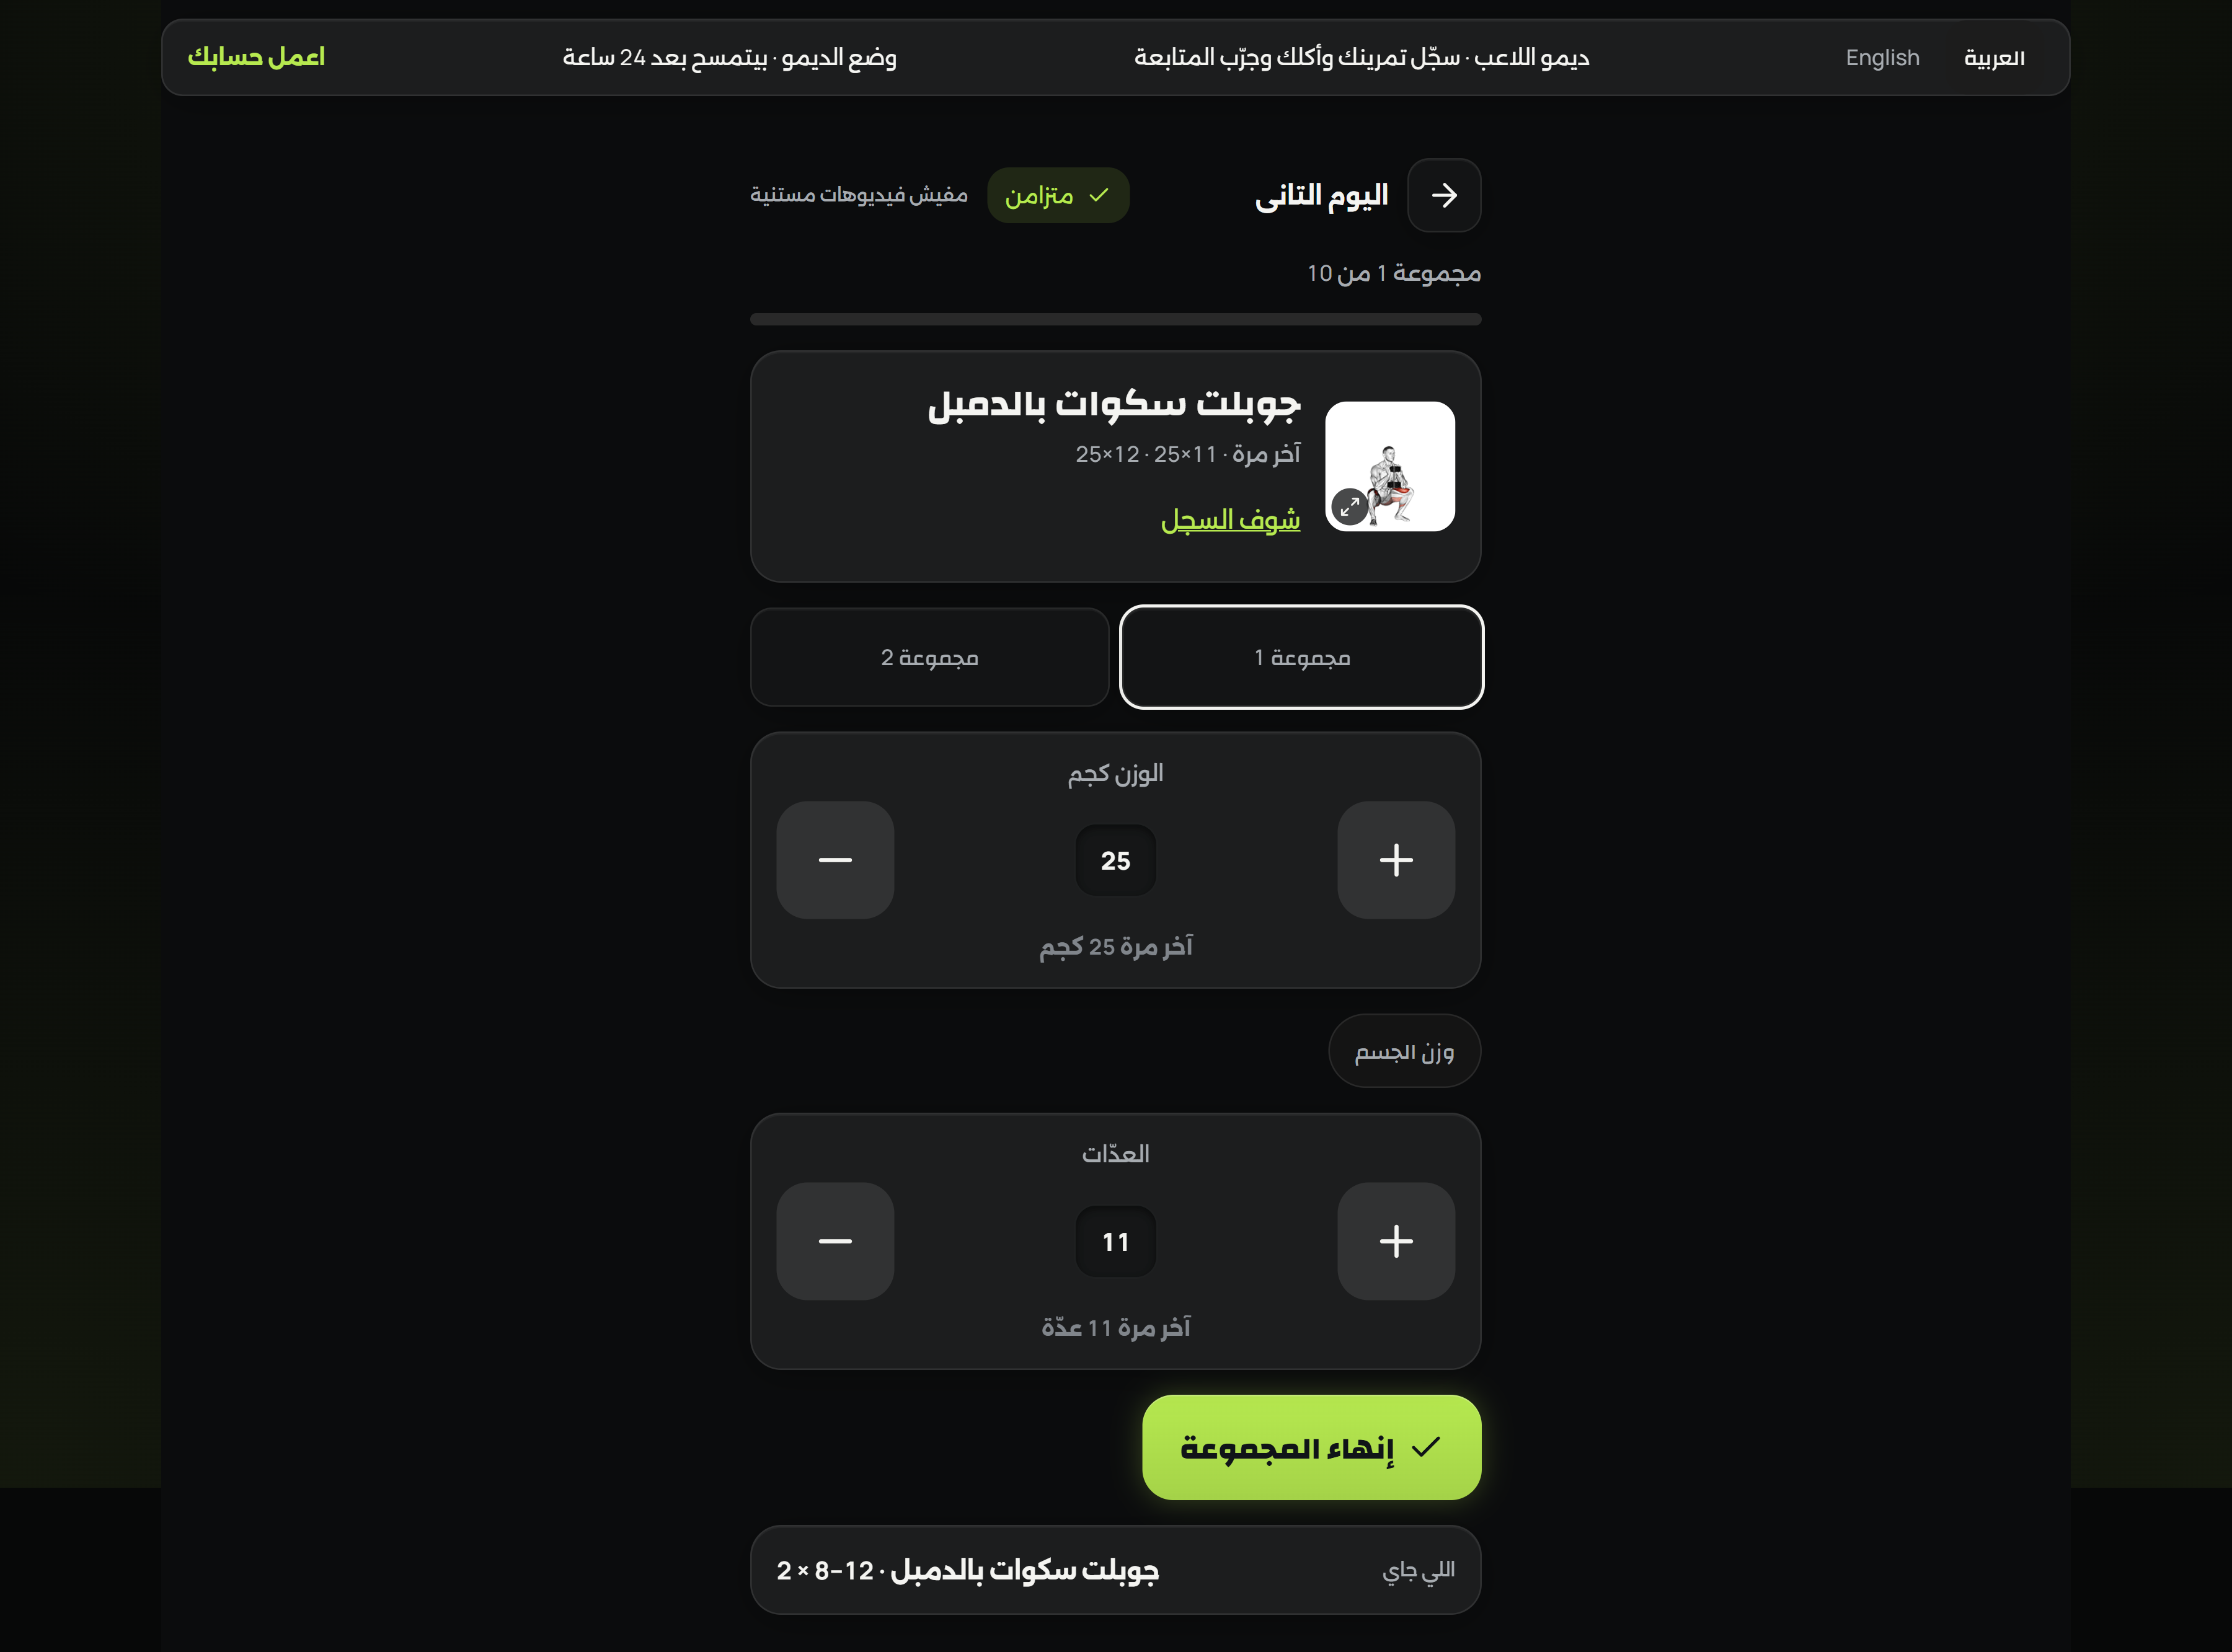 العربية
English
ديمو اللاعب · سجّل تمرينك وأكلك وجرّب المتابعة
وضع الديمو · بيتمسح بعد 24 ساعة
اعمل حسابك
اليوم التانى
متزامن
مفيش فيديوهات مستنية
مجموعة 1 من 10
جوبلت سكوات بالدمبل
آخر مرة · 11×25 · 12×25
شوف السجل
مجموعة 1
مجموعة 2
الوزن كجم
25
آخر مرة 25 كجم
وزن الجسم
العدّات
11
آخر مرة 11 عدّة
إنهاء المجموعة
اللي جاي
جوبلت سكوات بالدمبل · 2 × 8–12